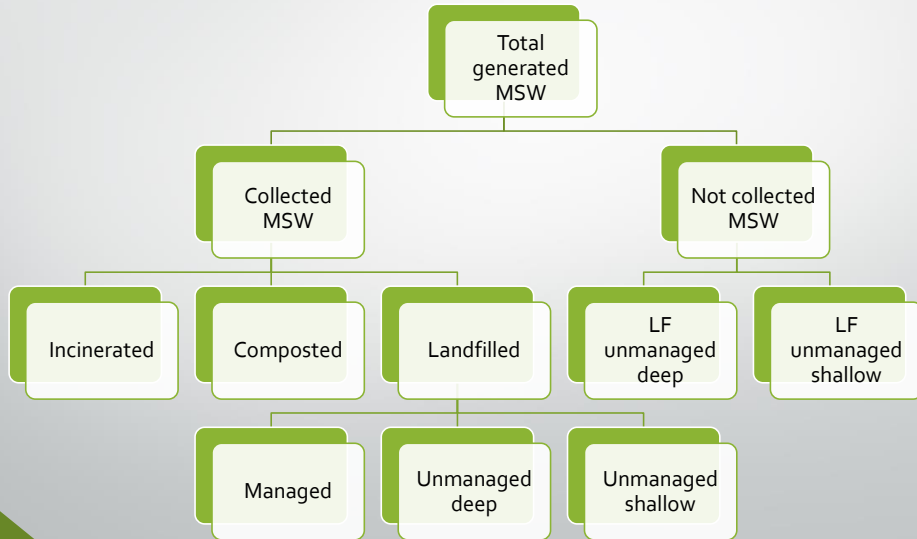 Total
generated
MSW
Collected
MSW
Not collected
MSW
Incinerated
Composted
Landfilled
LF
unmanaged
deep
LF
unmanaged
shallow
Managed
Unmanaged
deep
Unmanaged
shallow